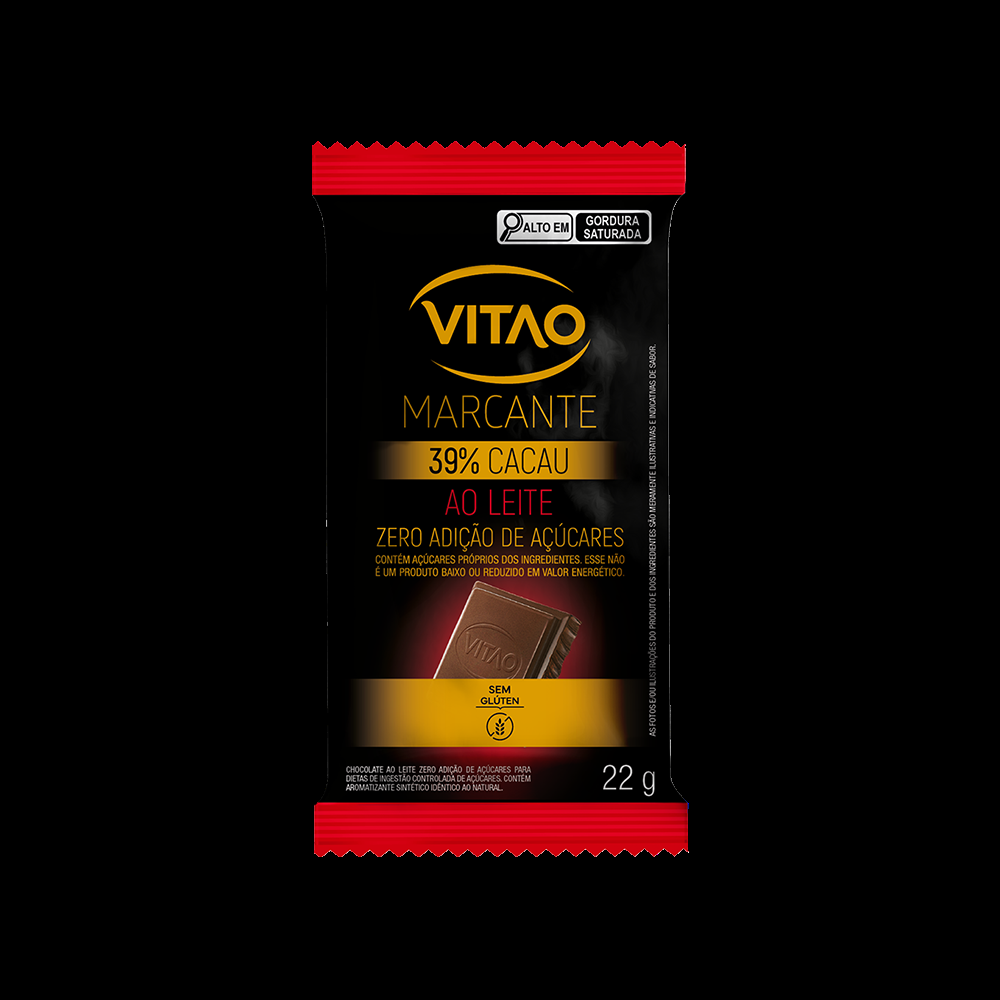 ALTO EM
GORDURA
SATURADA
VITAO
MARCANTE
39% CACAU
AO LEITE
ZERO ADIÇÃO DE AÇÚCARES
CONTÉM AÇÚCARES PRÓPRIOS DOS INGREDIENTES. ESSE NÃO
É UM PRODUTO BAIXO OU REDUZIDO EM VALOR ENERGÉTICO.
VITAO
SEM
GLÚTEN
CHOCOLATE AO LEITE ZERO ADIÇÃO DE AÇÚCARES PARA
DIETAS DE INGESTÃO CONTROLADA DE AÇÚCARES. CONTÉM
AROMATIZANTE SINTÉTICO IDÊNTICO AO NATURAL.
22 g
AS FOTOS E/OU ILUSTRAÇÕES DO PRODUTO E DOS INGREDIENTES SÃO MERAMENTE ILUSTRATIVAS E INDICATIVAS DE SABOR.